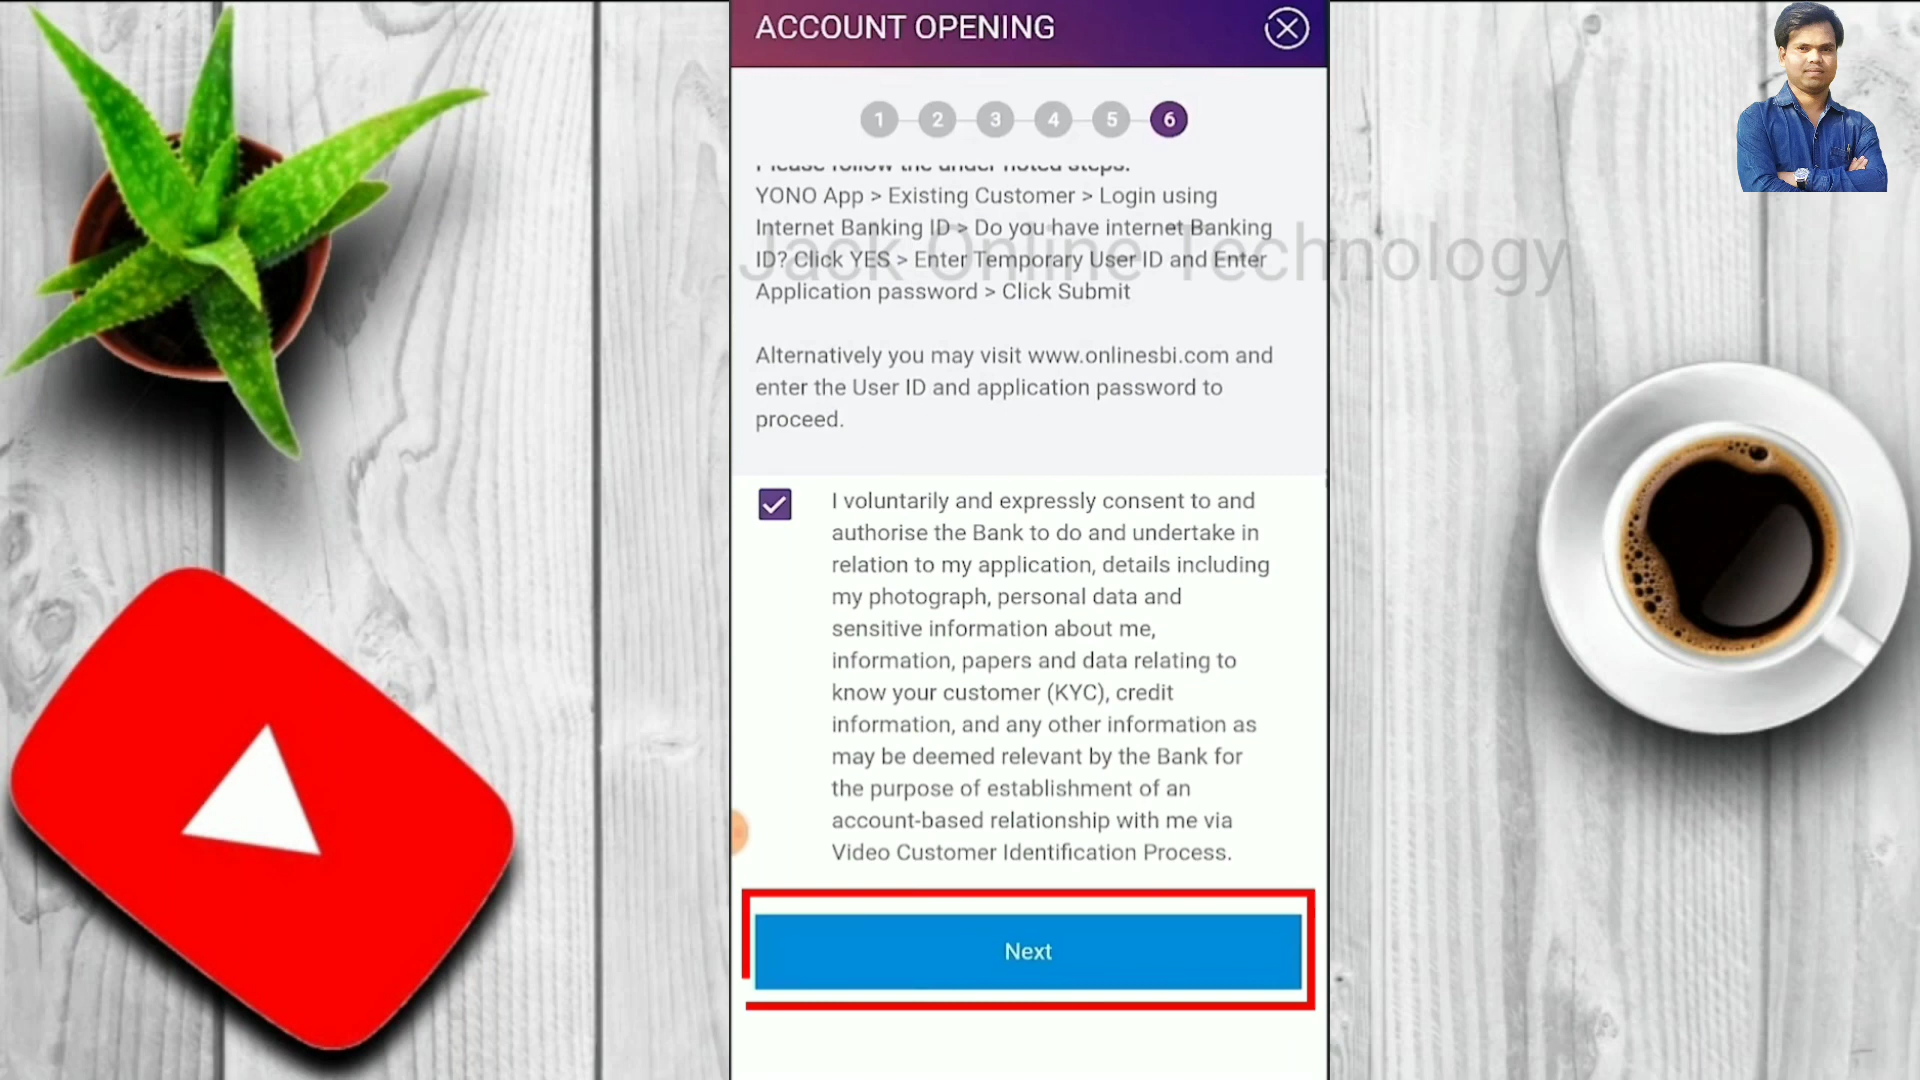 ACCOUNT OPENING
1 2 3 4 5 6
Please follow the under noted steps.
YONO App > Existing Customer > Login using
Internet Banking ID > Do you have internet Banking
ID? Click YES > Enter Temporary User ID and Enter
Application password > Click Submit
Jack Online Technology
Alternatively you may visit www.onlinesbi.com and
enter the User ID and application password to
proceed.
I voluntarily and expressly consent to and
authorise the Bank to do and undertake in
relation to my application, details including
my photograph, personal data and
sensitive information about me,
information, papers and data relating to
know your customer (KYC), credit
information, and any other information as
may be deemed relevant by the Bank for
the purpose of establishment of an
account-based relationship with me via
Video Customer Identification Process.
Next